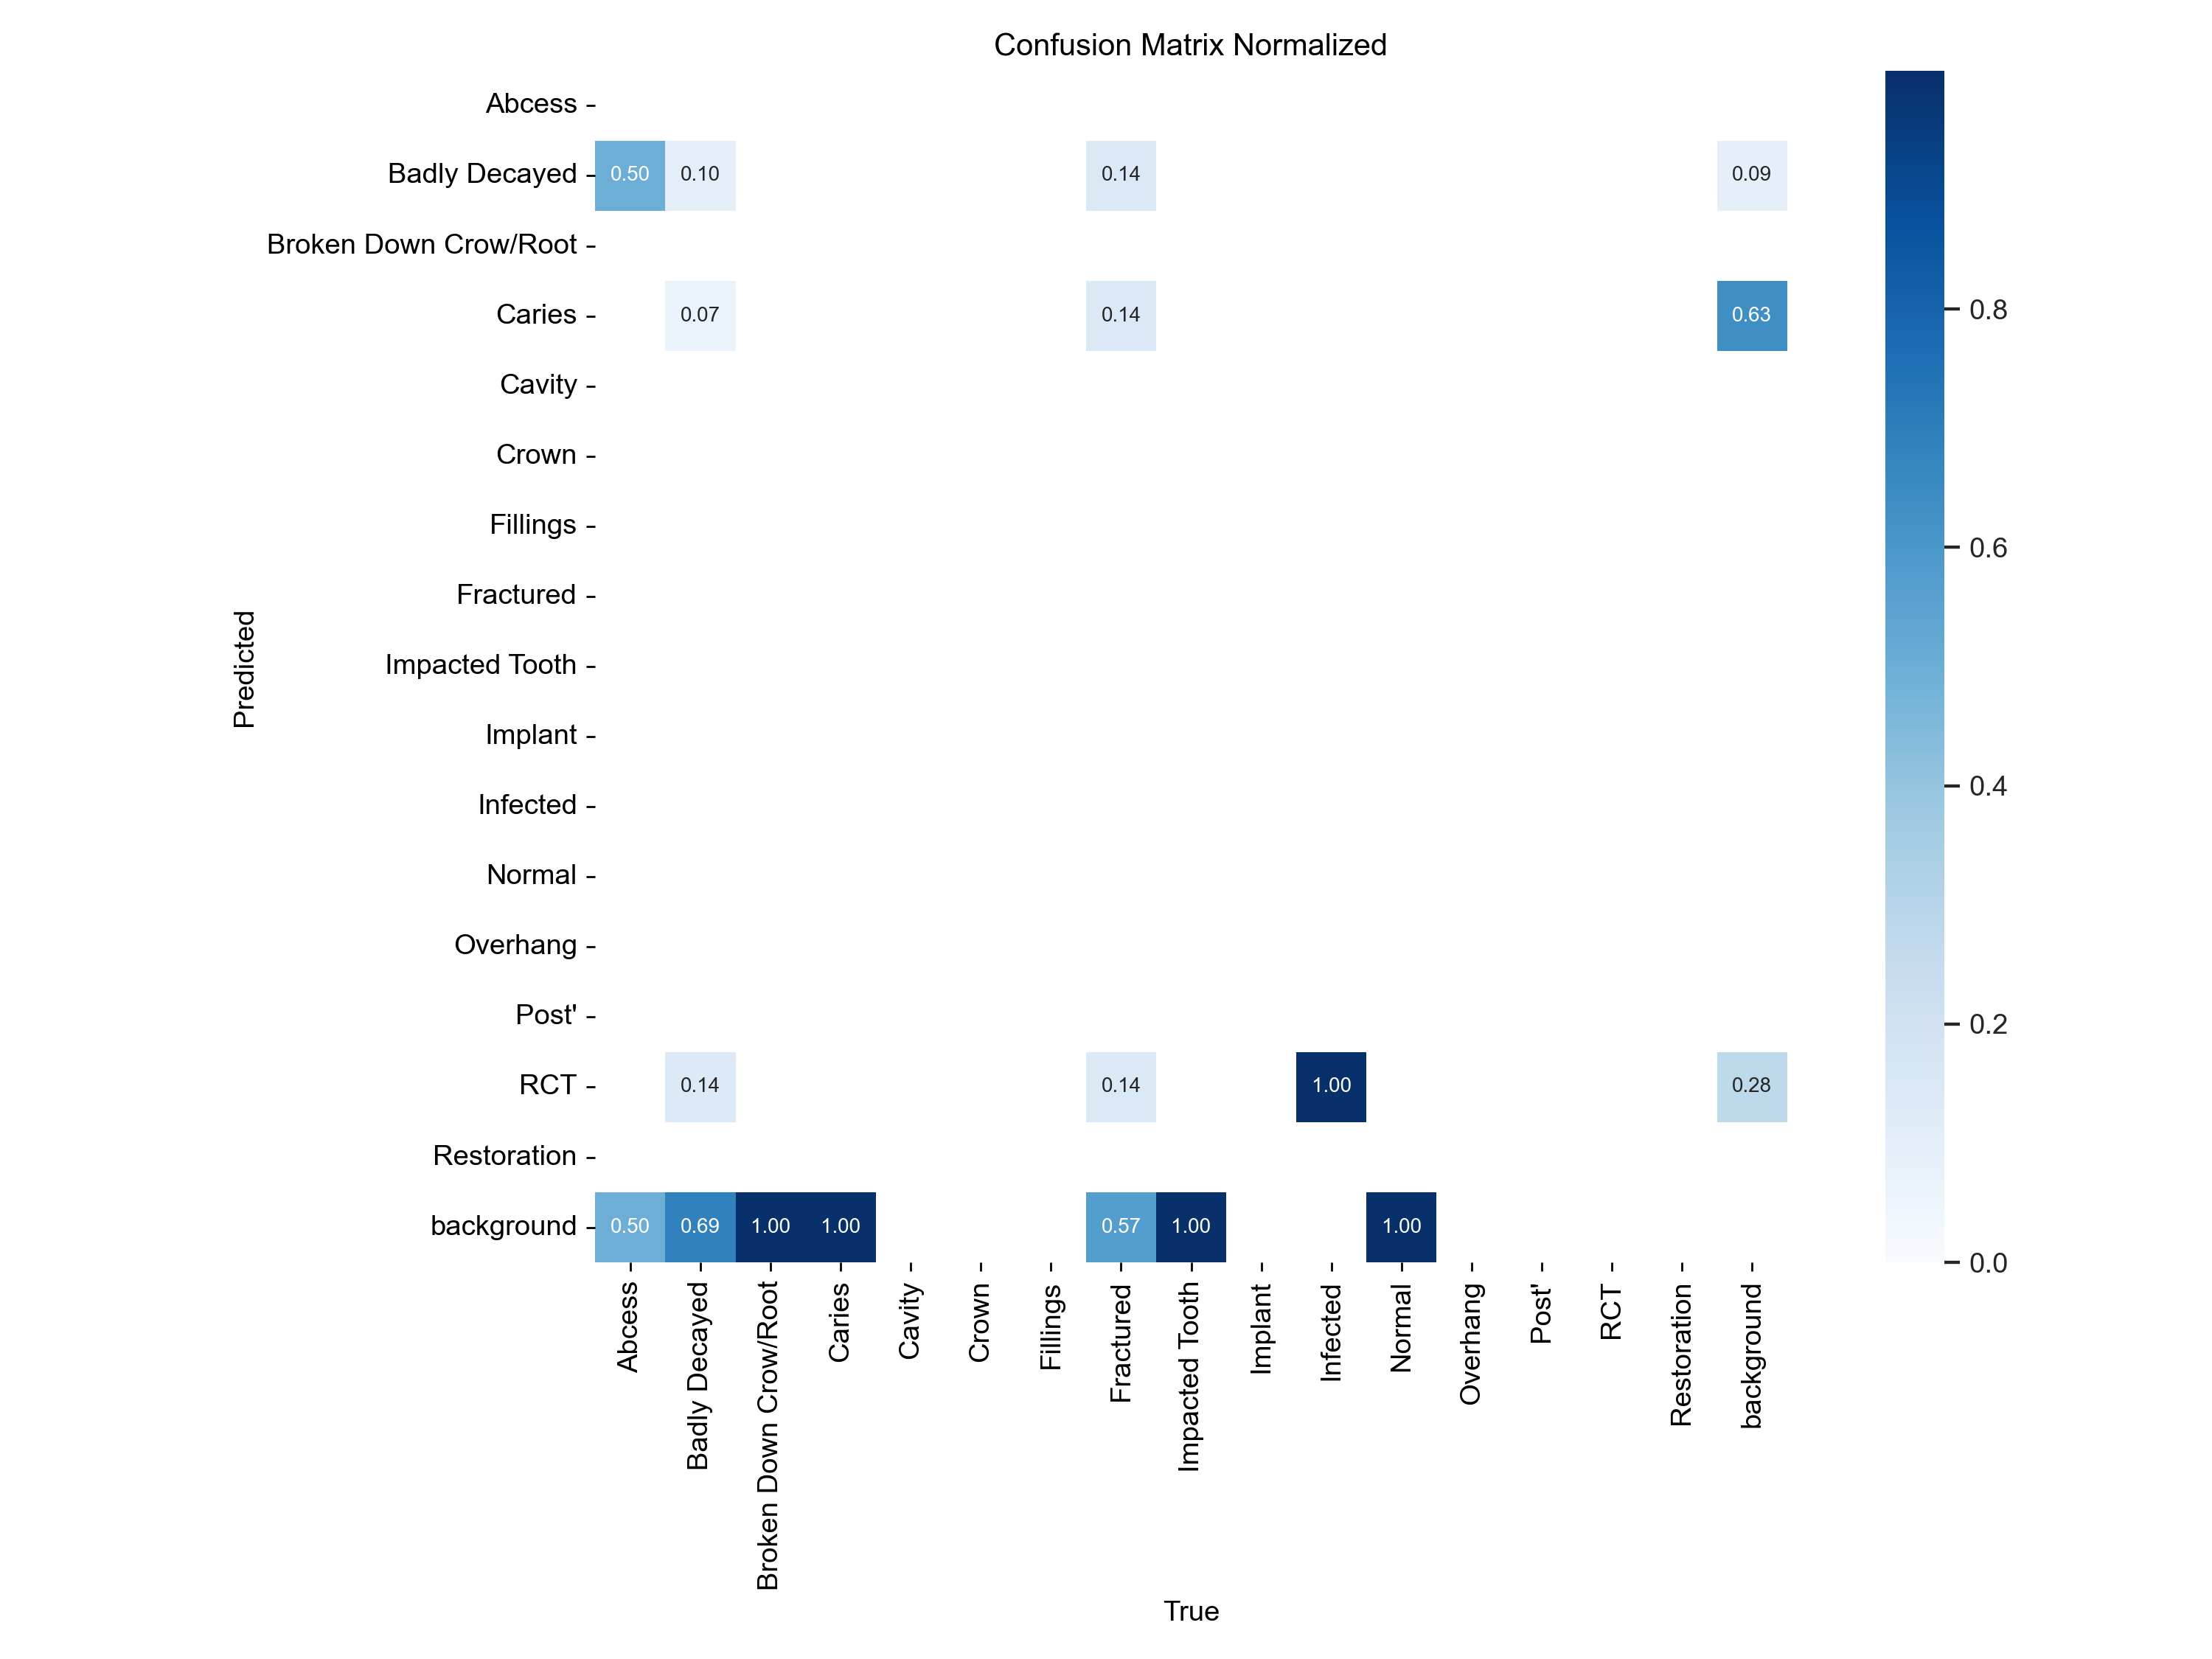 Confusion Matrix Normalized
Abcess
Badly Decayed 0.50 0.10 0.14 0.09
Broken Down Crow/Root
Caries 0.07 0.14 0.63
Cavity
Crown
Fillings
Fractured
Impacted Tooth
Implant
Infected
Normal
Overhang
Post'
RCT 0.14 0.14 1.00 0.28
Restoration
background 0.50 0.69 1.00 1.00 0.57 1.00 1.00
Predicted
Abcess
Badly Decayed
Broken Down Crow/Root
Caries
Cavity
Crown
Fillings
Fractured
Impacted Tooth
Implant
Infected
Normal
Overhang
Post'
RCT
Restoration
background
True
0.8
0.6
0.4
0.2
0.0